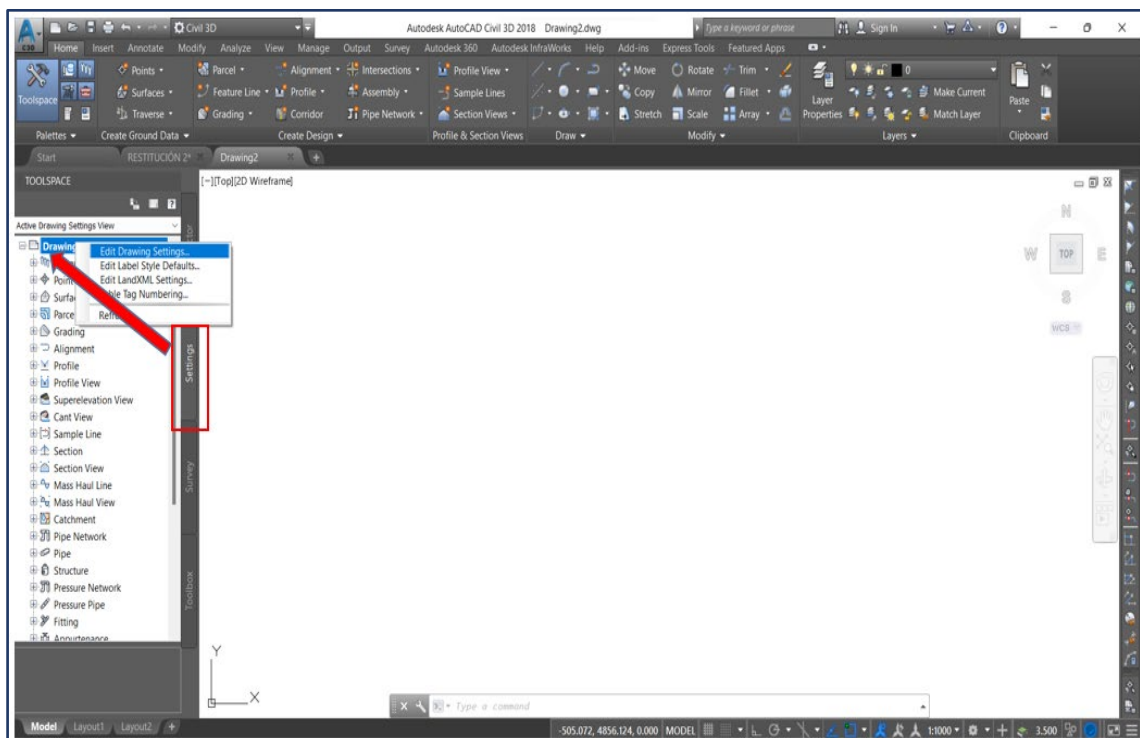 Civil 3D
Autodesk AutoCAD Civil 3D 2018 Drawing2.dwg
Type a keyword or phrase
Sign In
C3D
Home Insert Annotate Modify Analyze View Manage Output Survey Autodesk 360 Autodesk InfraWorks Help Add-ins Express Tools Featured Apps
Toolspace
Points Parcel Alignment Intersections Profile View Move Rotate Trim 0
Surfaces Feature Line Profile Assembly Sample Lines Copy Mirror Fillet Layer Properties Make Current Paste
Traverse Grading Corridor Pipe Network Section Views Stretch Scale Array Match Layer
Palettes Create Ground Data Create Design Profile & Section Views Draw Modify Layers Clipboard
Start RESTITUCIÓN 2* Drawing2
TOOLSPACE
[-][Top][2D Wireframe]
Active Drawing Settings View
Drawing
Edit Drawing Settings...
Edit Label Style Defaults...
Edit LandXML Settings...
Tag Numbering...
Point
Surfa
Parce
Grading
Alignment
Profile
Profile View
Superelevation View
Cant View
Sample Line
Section
Section View
Mass Haul Line
Mass Haul View
Catchment
Pipe Network
Pipe
Structure
Pressure Network
Pressure Pipe
Fitting
Appurtenance
Settings
Survey
Toolbox
N
W TOP E
S
WCS
Y
X
Type a command
Model Layout1 Layout2 +
-505.072, 4856.124, 0.000 MODEL 1:1000 3.500